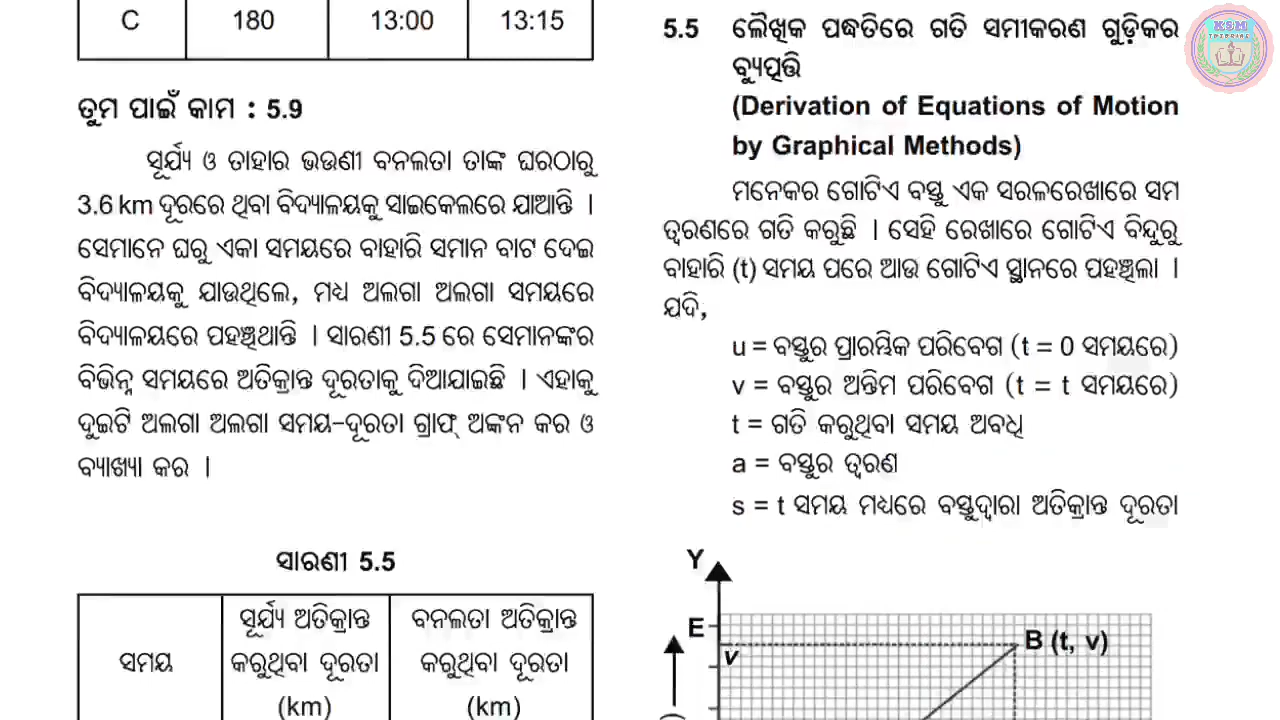 C 180 13:00 13:15
ତୁମ ପାଇଁ କାମ : 5.9
ସୂର୍ଯ୍ୟ ଓ ତାହାର ଭଉଣୀ ବନଲତା ତାଙ୍କ ଘରଠାରୁ
3.6 km ଦୂରରେ ଥିବା ବିଦ୍ୟାଳୟକୁ ସାଇକେଲରେ ଯାଆନ୍ତି ।
ସେମାନେ ଘରୁ ଏକା ସମୟରେ ବାହାରି ସମାନ ବାଟ ଦେଇ
ବିଦ୍ୟାଳୟକୁ ଯାଉଥିଲେ, ମଧ୍ୟ ଅଲଗା ଅଲଗା ସମୟରେ
ବିଦ୍ୟାଳୟରେ ପହଞ୍ଚିଥାନ୍ତି । ସାରଣୀ 5.5 ରେ ସେମାନଙ୍କର
ବିଭିନ୍ନ ସମୟରେ ଅତିକ୍ରାନ୍ତ ଦୂରତାକୁ ଦିଆଯାଇଛି । ଏହାକୁ
ଦୁଇଟି ଅଲଗା ଅଲଗା ସମୟ-ଦୂରତା ଗ୍ରାଫ୍ ଅଙ୍କନ କର ଓ
ବ୍ୟାଖ୍ୟା କର ।
ସାରଣୀ 5.5
ସମୟ
ସୂର୍ଯ୍ୟ ଅତିକ୍ରାନ୍ତ
କରୁଥିବା ଦୂରତା
(km)
ବନଲତା ଅତିକ୍ରାନ୍ତ
କରୁଥିବା ଦୂରତା
(km)
5.5 ଲୈଖିକ ପଦ୍ଧତିରେ ଗତି ସମୀକରଣ ଗୁଡ଼ିକର
ବ୍ୟୁତ୍ପତ୍ତି
(Derivation of Equations of Motion
by Graphical Methods)
ମନେକର ଗୋଟିଏ ବସ୍ତୁ ଏକ ସରଳରେଖାରେ ସମ
ତ୍ୱରଣରେ ଗତି କରୁଛି । ସେହି ରେଖାରେ ଗୋଟିଏ ବିନ୍ଦୁରୁ
ବାହାରି (t) ସମୟ ପରେ ଆଉ ଗୋଟିଏ ସ୍ଥାନରେ ପହଞ୍ଚିଲା ।
ଯଦି,
u = ବସ୍ତୁର ପ୍ରାରମ୍ଭିକ ପରିବେଗ (t = 0 ସମୟରେ)
v = ବସ୍ତୁର ଅନ୍ତିମ ପରିବେଗ (t = t ସମୟରେ)
t = ଗତି କରୁଥିବା ସମୟ ଅବଧି
a = ବସ୍ତୁର ତ୍ୱରଣ
s = t ସମୟ ମଧ୍ୟରେ ବସ୍ତୁଦ୍ୱାରା ଅତିକ୍ରାନ୍ତ ଦୂରତା
Y
E
v
B (t, v)
KSM